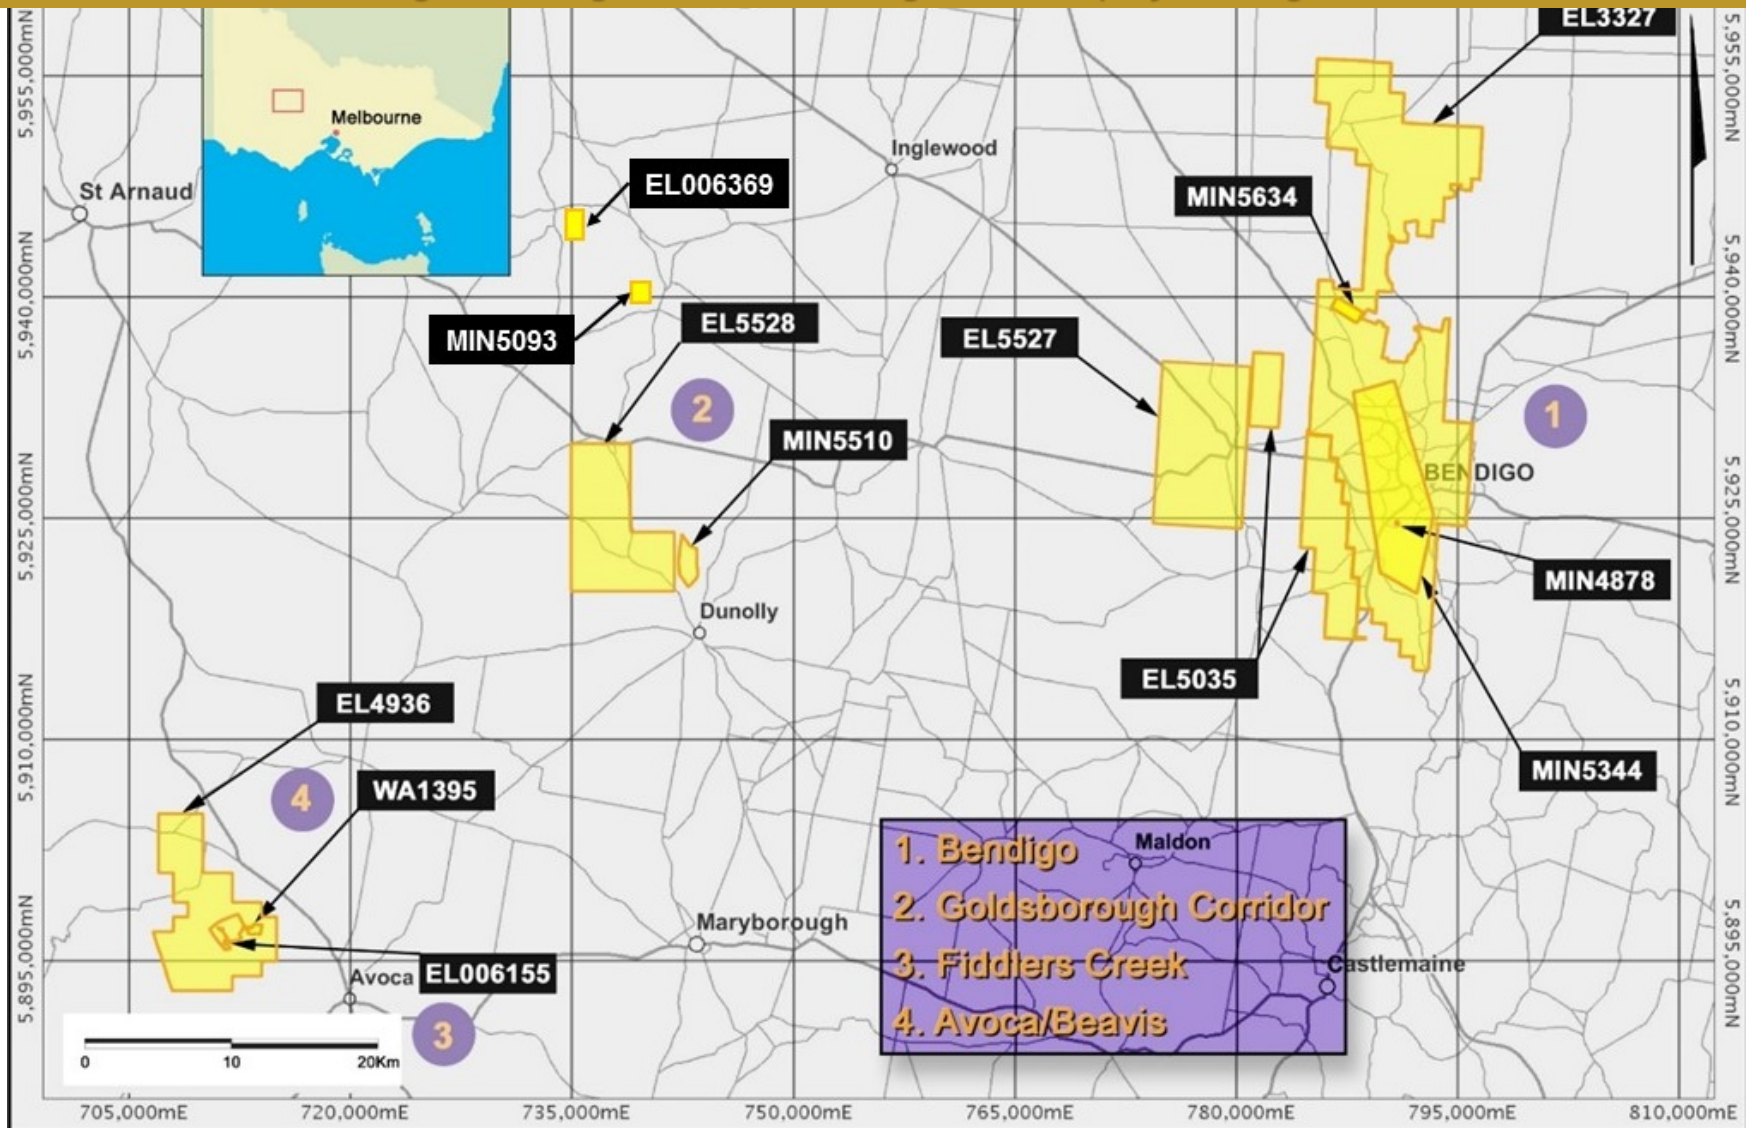 EL3327
Melbourne
Inglewood
EL006369
St Arnaud
MIN5634
MIN5093
EL5528
EL5527
2
1
MIN5510
BENDIGO
MIN4878
Dunolly
EL5035
EL4936
MIN5344
4
WA1395
1. Bendigo
Maldon
2. Goldsborough Corridor
Maryborough
3. Fiddlers Creek
Castlemaine
Avoca
EL006155
4. Avoca/Beavis
3
0
10
20Km
5,955,000mN
5,940,000mN
5,925,000mN
5,910,000mN
5,895,000mN
5,955,000mN
5,940,000mN
5,925,000mN
5,910,000mN
5,895,000mN
705,000mE 720,000mE 735,000mE 750,000mE 765,000mE 780,000mE 795,000mE 810,000mE